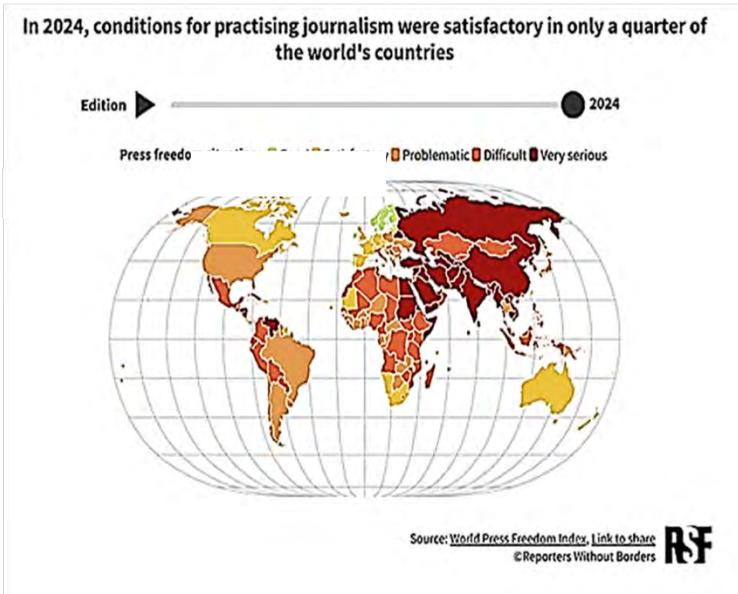 In 2024, conditions for practising journalism were satisfactory in only a quarter of
the world's countries
Edition 2024
Press Problematic Difficult Very serious
Source: World Press Freedom Index, Link to share
©Reporters Without Borders
RSF